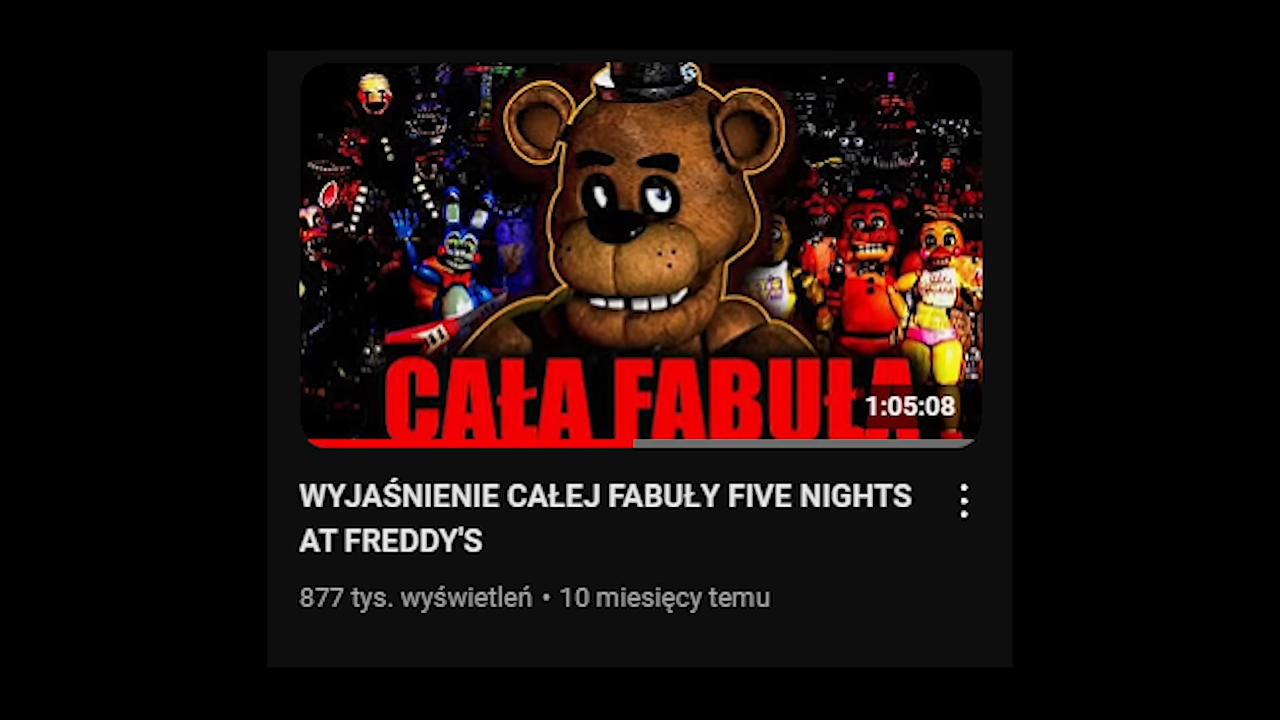 CAŁA FABUŁA
1:05:08
WYJAŚNIENIE CAŁEJ FABUŁY FIVE NIGHTS
AT FREDDY'S
877 tys. wyświetleń • 10 miesięcy temu